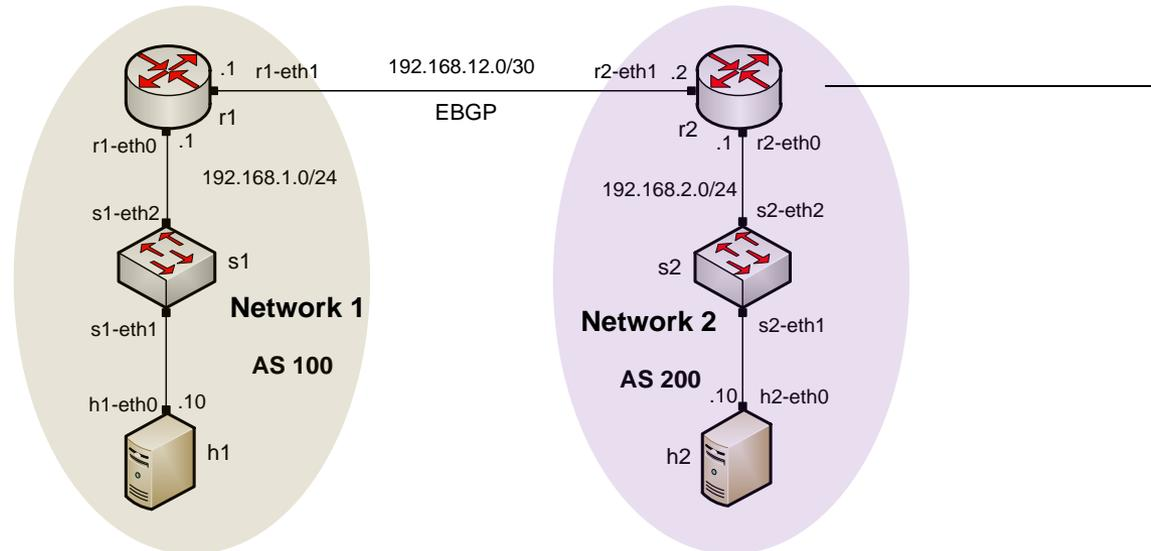 192.168.12.0/30
.1 r1-eth1
r2-eth1 .2
EBGP
r1
r2
r1-eth0 .1
.1 r2-eth0
192.168.1.0/24
192.168.2.0/24
s1-eth2
s2-eth2
s1
s2
Network 1
Network 2
s1-eth1
s2-eth1
AS 100
AS 200
h1-eth0 .10
.10 h2-eth0
h1
h2